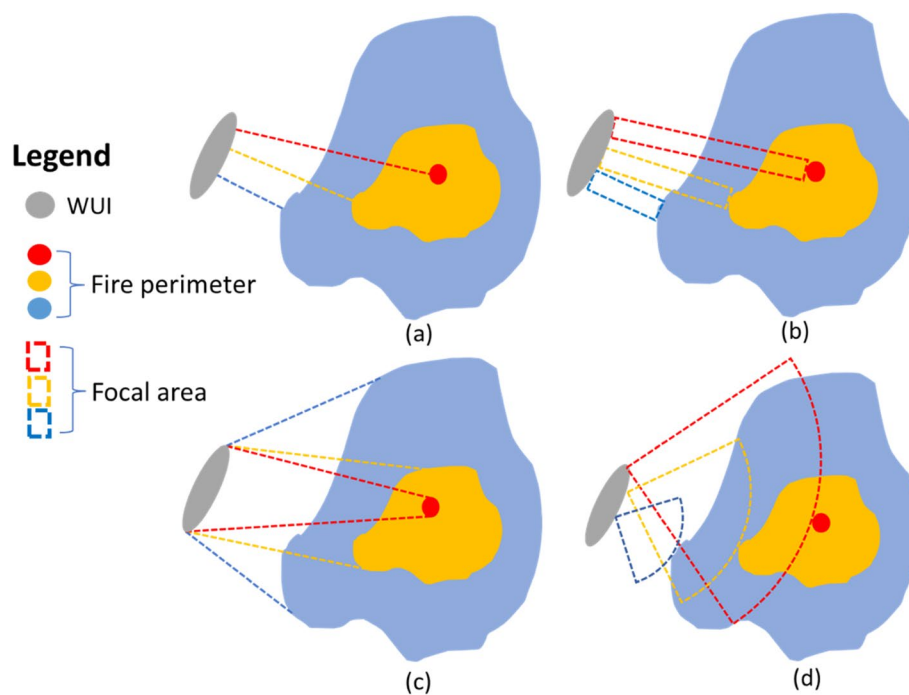 Legend
WUI
Fire perimeter
Focal area
(a)
(b)
(c)
(d)